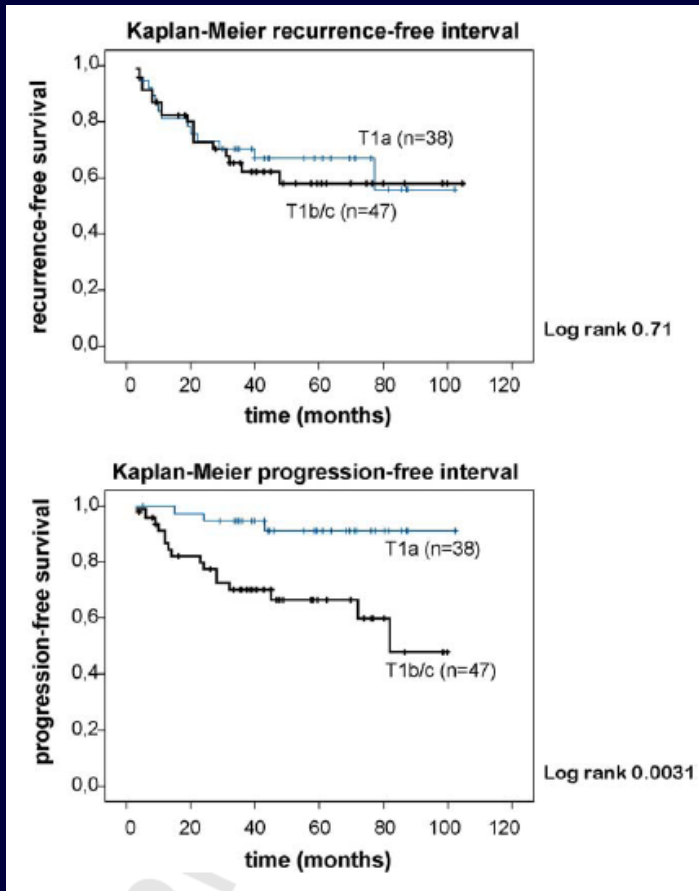 Kaplan-Meier recurrence-free interval
recurrence-free survival
1,0
0,8
0,6
0,4
0,2
0,0
T1a (n=38)
T1b/c (n=47)
Log rank 0.71
0 20 40 60 80 100 120
time (months)
Kaplan-Meier progression-free interval
progression-free survival
1,0
0,8
0,6
0,4
0,2
0,0
T1a (n=38)
T1b/c (n=47)
Log rank 0.0031
0 20 40 60 80 100 120
time (months)